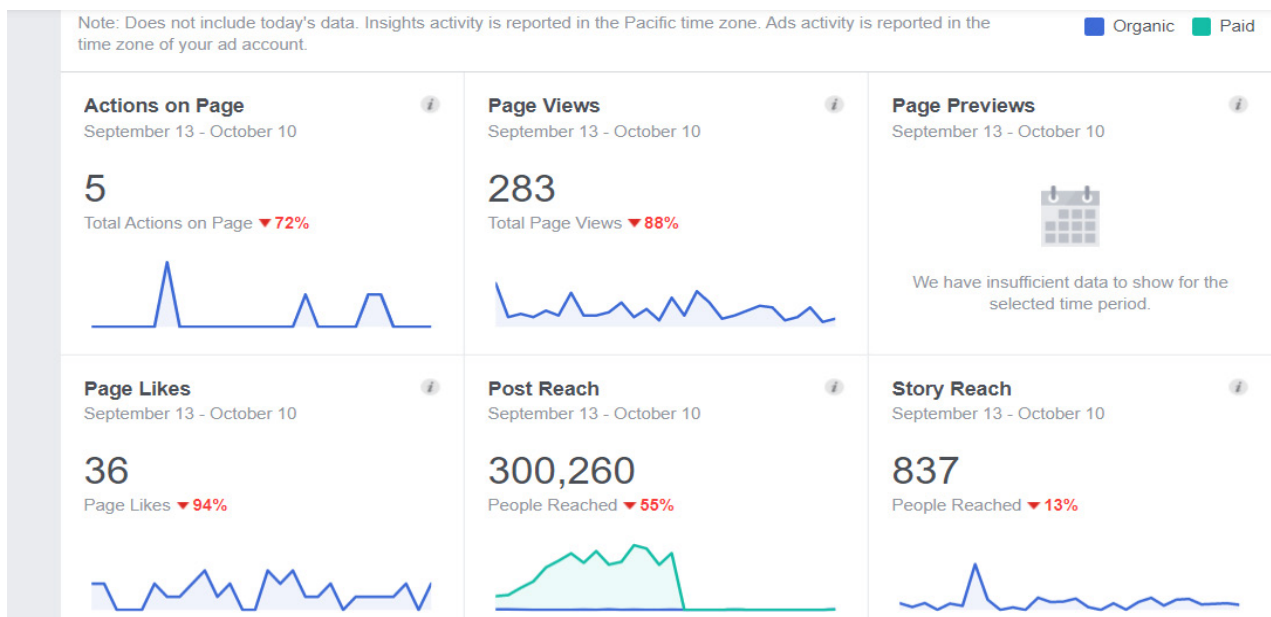 Note: Does not include today's data. Insights activity is reported in the Pacific time zone. Ads activity is reported in the
time zone of your ad account.
Organic
Paid
Actions on Page
September 13 - October 10
5
Total Actions on Page ▼72%
Page Views
September 13 - October 10
283
Total Page Views ▼88%
Page Previews
September 13 - October 10
We have insufficient data to show for the
selected time period.
Page Likes
September 13 - October 10
36
Page Likes ▼94%
Post Reach
September 13 - October 10
300,260
People Reached ▼55%
Story Reach
September 13 - October 10
837
People Reached ▼13%